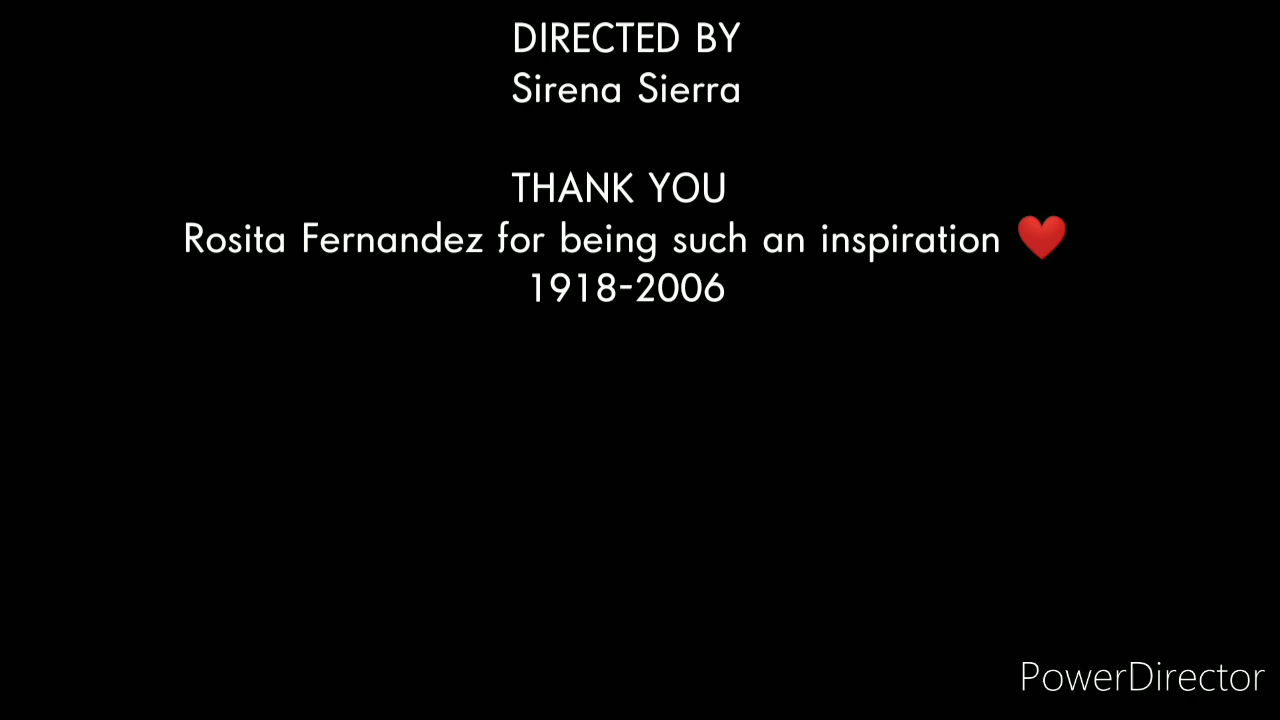 DIRECTED BY
Sirena Sierra
THANK YOU
Rosita Fernandez for being such an inspiration ❤️
1918-2006
PowerDirector